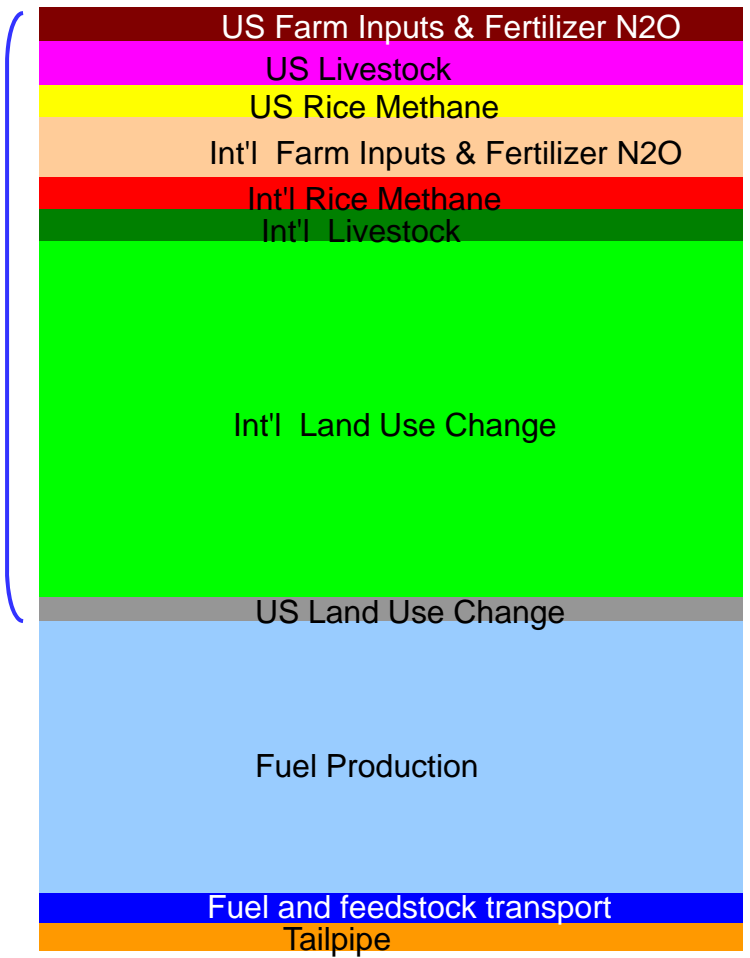 US Farm Inputs & Fertilizer N2O
US Livestock
US Rice Methane
Int'l  Farm Inputs & Fertilizer N2O
Int'l Rice Methane
Int'l  Livestock
Int'l  Land Use Change
US Land Use Change
Fuel Production
Fuel and feedstock transport
Tailpipe